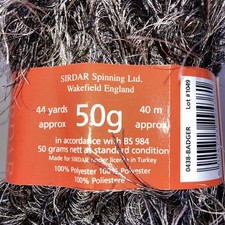 SIRDAR Spinning Ltd.
Wakefield England
44 yards
approx
50g
40 m
approx
in accordance with BS 984
50 grams nett at standard condition
Made for SIRDAR under licence in Turkey
100% Polyester 100% Polyester
100% Poliestere
0438-BADGER
Lot #1049